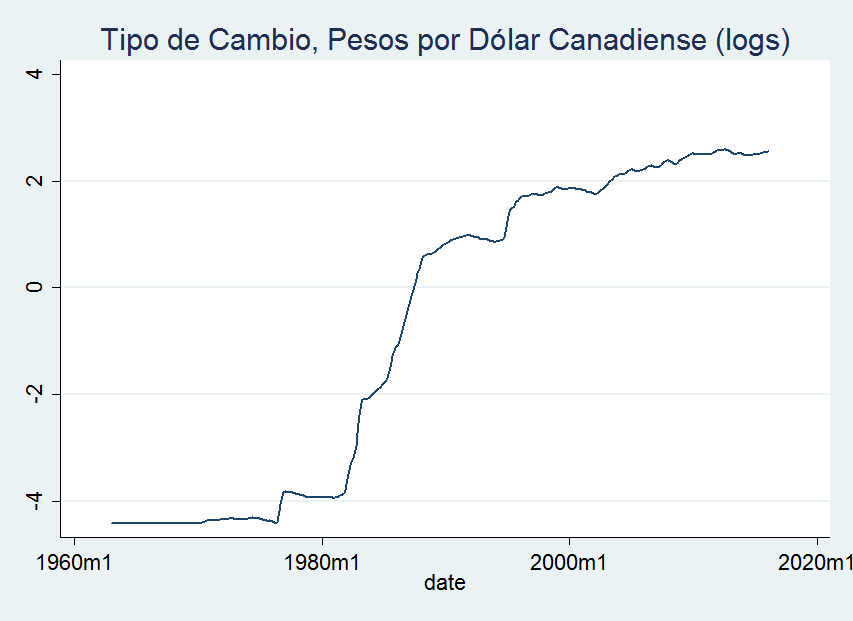 Tipo de Cambio, Pesos por Dólar Canadiense (logs)
4
2
0
-2
-4
1960m1 1980m1 2000m1 2020m1
date